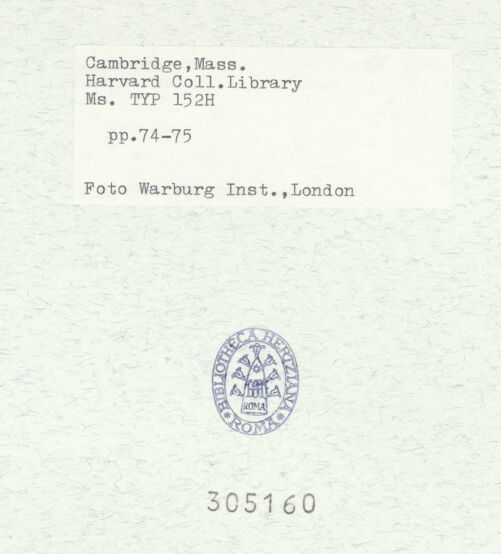 Cambridge,Mass.
Harvard Coll.Library
Ms. TYP 152H
pp.74-75
Foto Warburg Inst.,London
BIBLIOTHECA HERTZIANA
ROMA
* ROMA *
305160